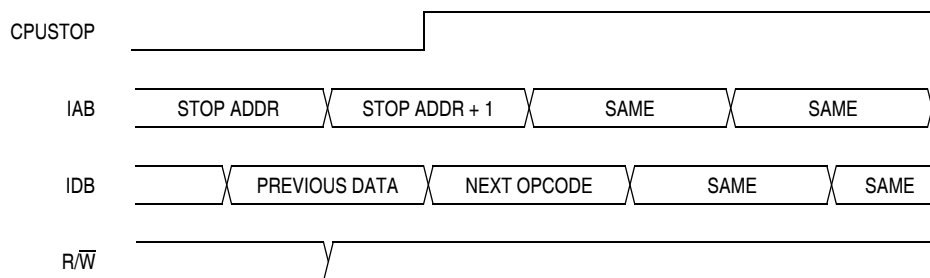 CPUSTOP
IAB STOP ADDR STOP ADDR + 1 SAME SAME
IDB PREVIOUS DATA NEXT OPCODE SAME SAME
R/W̅